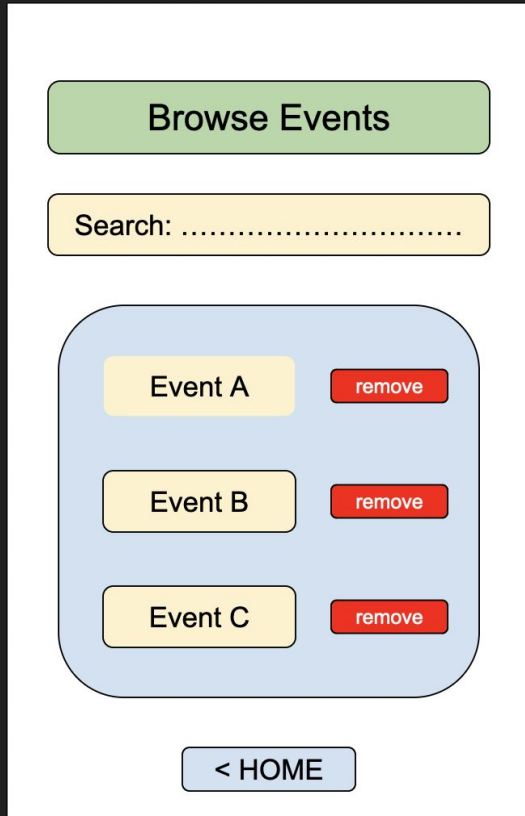 Browse Events
Search: ..............................
Event A remove
Event B remove
Event C remove
< HOME